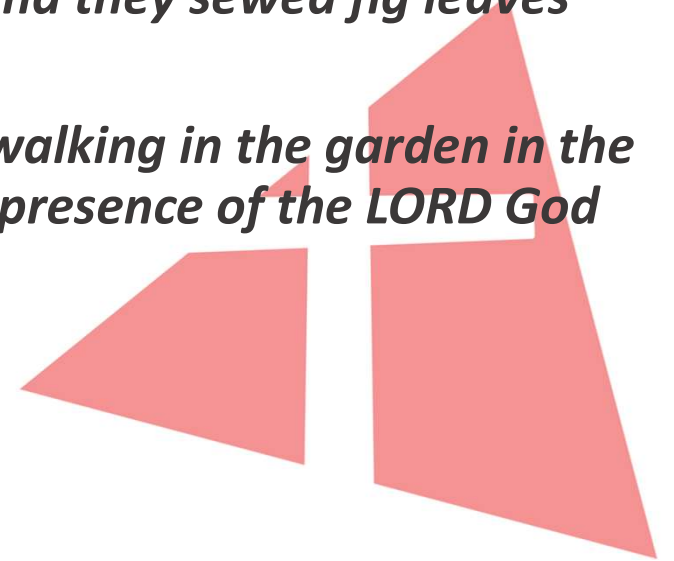 nd they sewed fig leaves
walking in the garden in the
presence of the LORD God